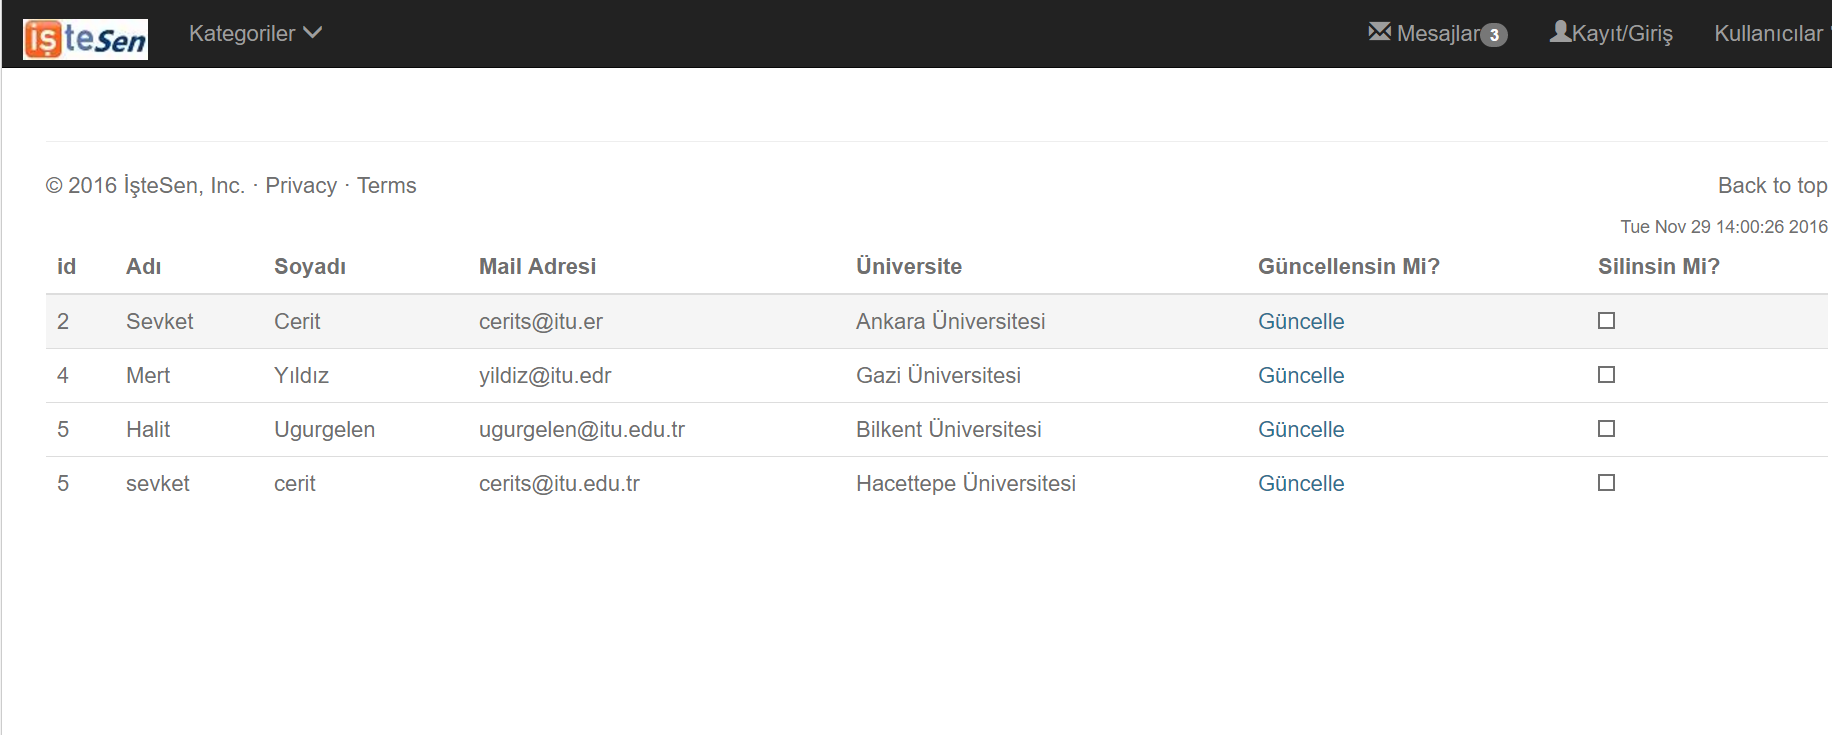 işteSen Kategoriler Mesajlar 3 Kayıt/Giriş Kullanıcılar
© 2016 İşteSen, Inc. · Privacy · Terms Back to top
Tue Nov 29 14:00:26 2016
id Adı Soyadı Mail Adresi Üniversite Güncellensin Mi? Silinsin Mi?
2 Sevket Cerit cerits@itu.er Ankara Üniversitesi Güncelle
4 Mert Yıldız yildiz@itu.edr Gazi Üniversitesi Güncelle
5 Halit Ugurgelen ugurgelen@itu.edu.tr Bilkent Üniversitesi Güncelle
5 sevket cerit cerits@itu.edu.tr Hacettepe Üniversitesi Güncelle